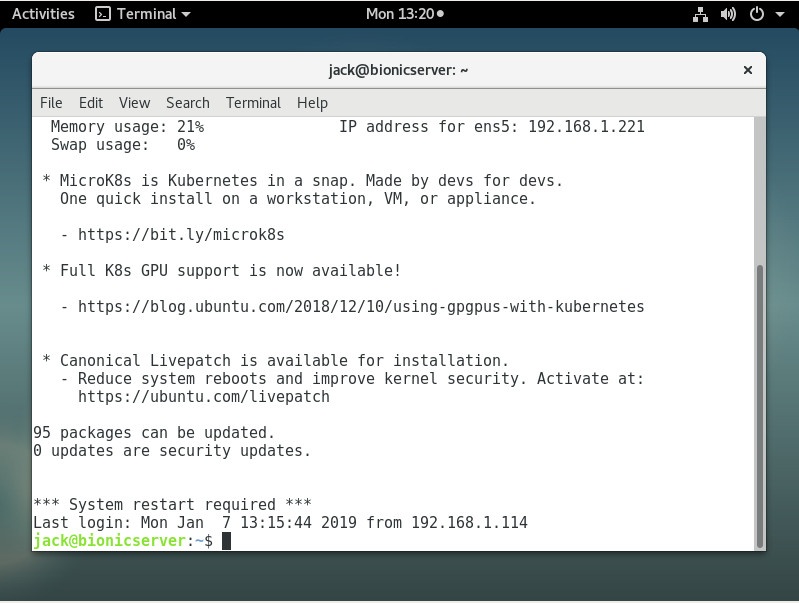 Activities Terminal Mon 13:20
jack@bionicserver: ~ ×
File Edit View Search Terminal Help
Memory usage: 21% IP address for ens5: 192.168.1.221
Swap usage: 0%
* MicroK8s is Kubernetes in a snap. Made by devs for devs.
One quick install on a workstation, VM, or appliance.
- https://bit.ly/microk8s
* Full K8s GPU support is now available!
- https://blog.ubuntu.com/2018/12/10/using-gpgpus-with-kubernetes
* Canonical Livepatch is available for installation.
- Reduce system reboots and improve kernel security. Activate at:
https://ubuntu.com/livepatch
95 packages can be updated.
0 updates are security updates.
*** System restart required ***
Last login: Mon Jan  7 13:15:44 2019 from 192.168.1.114
jack@bionicserver:~$